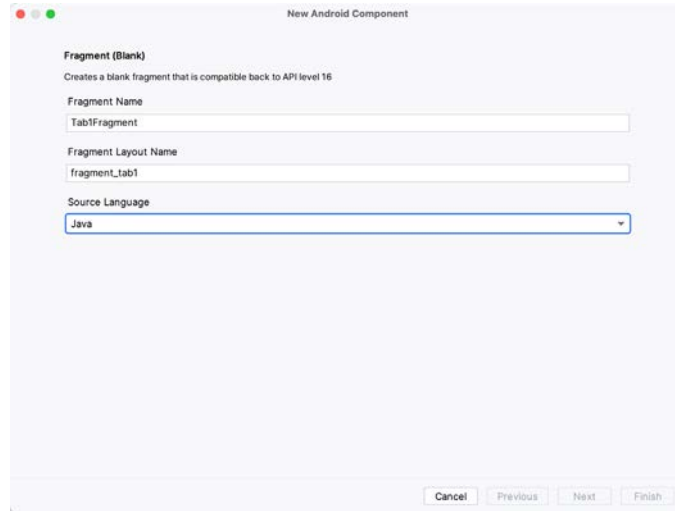 New Android Component
Fragment (Blank)
Creates a blank fragment that is compatible back to API level 16
Fragment Name
Tab1Fragment
Fragment Layout Name
fragment_tab1
Source Language
Java
Cancel Previous Next Finish